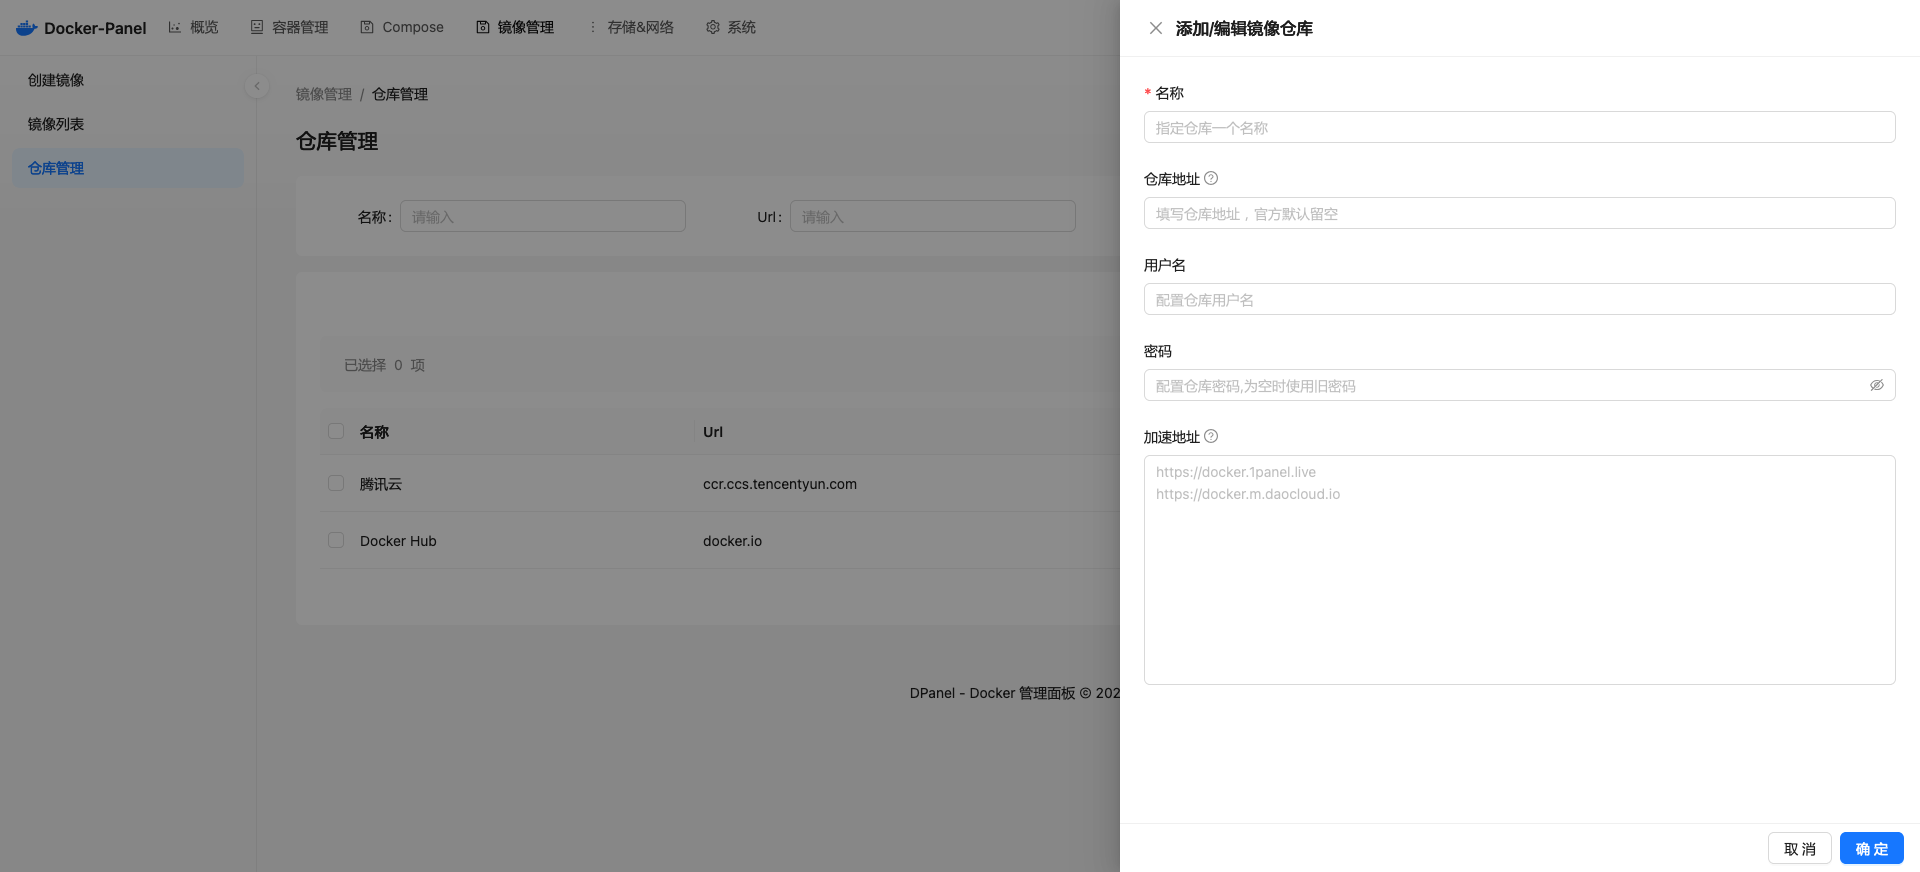 Docker-Panel 概览 容器管理 Compose 镜像管理 存储&网络 系统
创建镜像
镜像列表
仓库管理
镜像管理 / 仓库管理
仓库管理
名称: 请输入 Url: 请输入
已选择 0 项
名称 Url
腾讯云 ccr.ccs.tencentyun.com
Docker Hub docker.io
DPanel - Docker 管理面板 © 202
添加/编辑镜像仓库
* 名称
指定仓库一个名称
仓库地址
填写仓库地址，官方默认留空
用户名
配置仓库用户名
密码
配置仓库密码,为空时使用旧密码
加速地址
https://docker.1panel.live
https://docker.m.daocloud.io
取 消 确 定